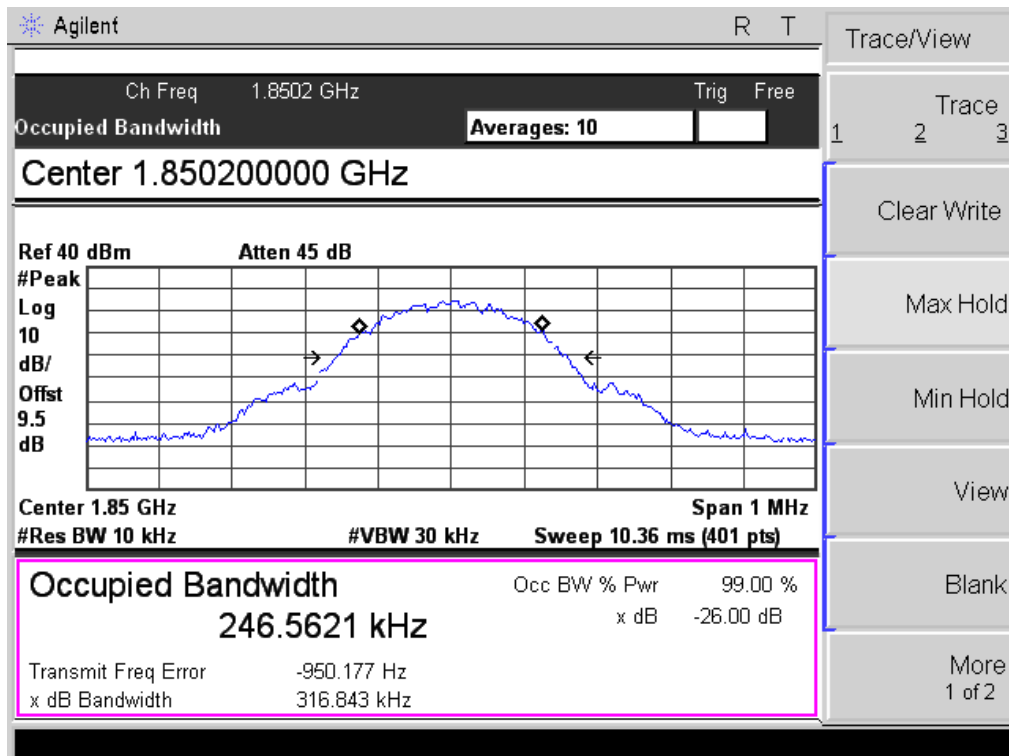 Agilent
R T
Trace/View
Ch Freq 1.8502 GHz Trig Free
Occupied Bandwidth Averages: 10
Center 1.850200000 GHz
Ref 40 dBm Atten 45 dB
#Peak
Log
10
dB/
Offst
9.5
dB
Center 1.85 GHz Span 1 MHz
#Res BW 10 kHz #VBW 30 kHz Sweep 10.36 ms (401 pts)
Occupied Bandwidth
246.5621 kHz
Occ BW % Pwr 99.00 %
x dB -26.00 dB
Transmit Freq Error -950.177 Hz
x dB Bandwidth 316.843 kHz
Trace
1 2 3
Clear Write
Max Hold
Min Hold
View
Blank
More
1 of 2